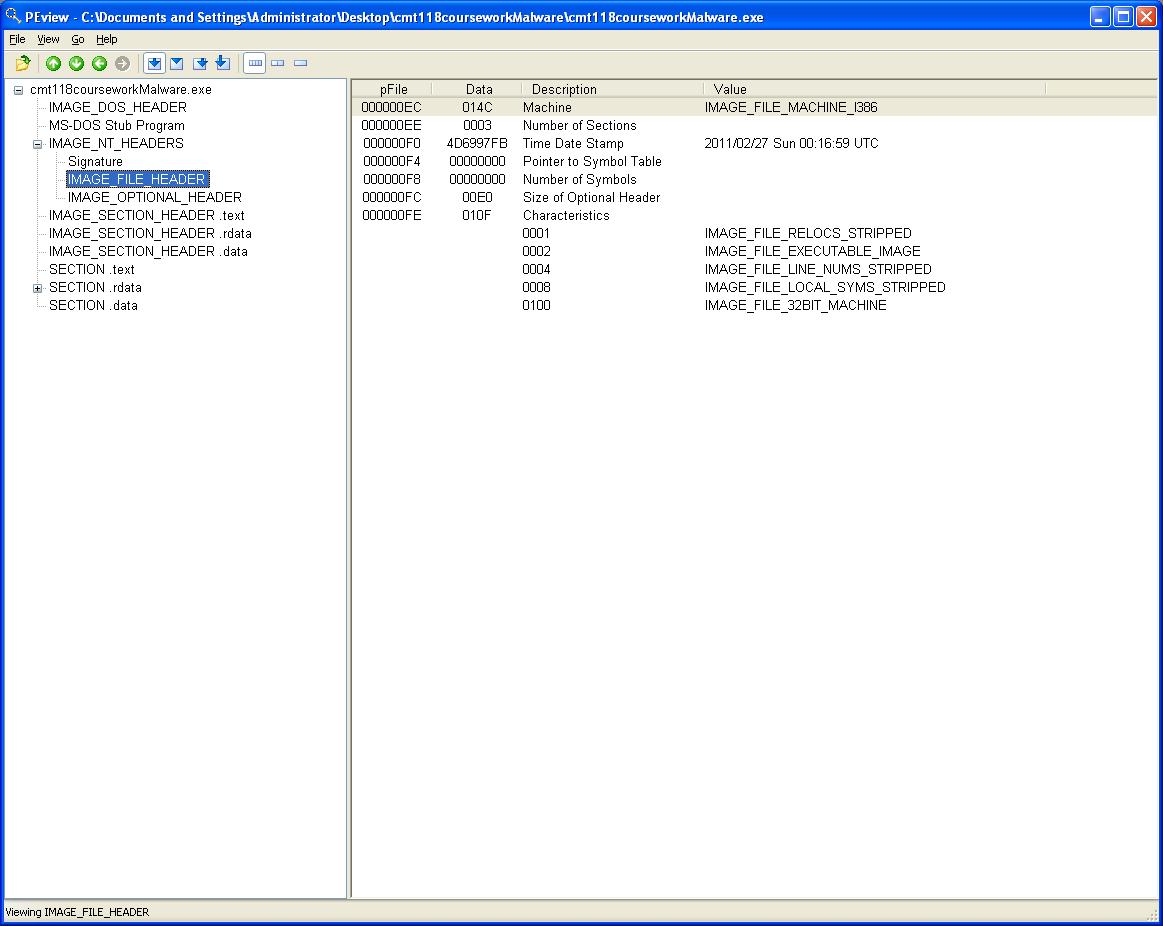 PEview - C:\Documents and Settings\Administrator\Desktop\cmt118courseworkMalware\cmt118courseworkMalware.exe
File View Go Help
cmt118courseworkMalware.exe
IMAGE_DOS_HEADER
MS-DOS Stub Program
IMAGE_NT_HEADERS
Signature
IMAGE_FILE_HEADER
IMAGE_OPTIONAL_HEADER
IMAGE_SECTION_HEADER .text
IMAGE_SECTION_HEADER .rdata
IMAGE_SECTION_HEADER .data
SECTION .text
SECTION .rdata
SECTION .data
pFile Data Description Value
000000EC 014C Machine IMAGE_FILE_MACHINE_I386
000000EE 0003 Number of Sections
000000F0 4D6997FB Time Date Stamp 2011/02/27 Sun 00:16:59 UTC
000000F4 00000000 Pointer to Symbol Table
000000F8 00000000 Number of Symbols
000000FC 00E0 Size of Optional Header
000000FE 010F Characteristics
0001 IMAGE_FILE_RELOCS_STRIPPED
0002 IMAGE_FILE_EXECUTABLE_IMAGE
0004 IMAGE_FILE_LINE_NUMS_STRIPPED
0008 IMAGE_FILE_LOCAL_SYMS_STRIPPED
0100 IMAGE_FILE_32BIT_MACHINE
Viewing IMAGE_FILE_HEADER